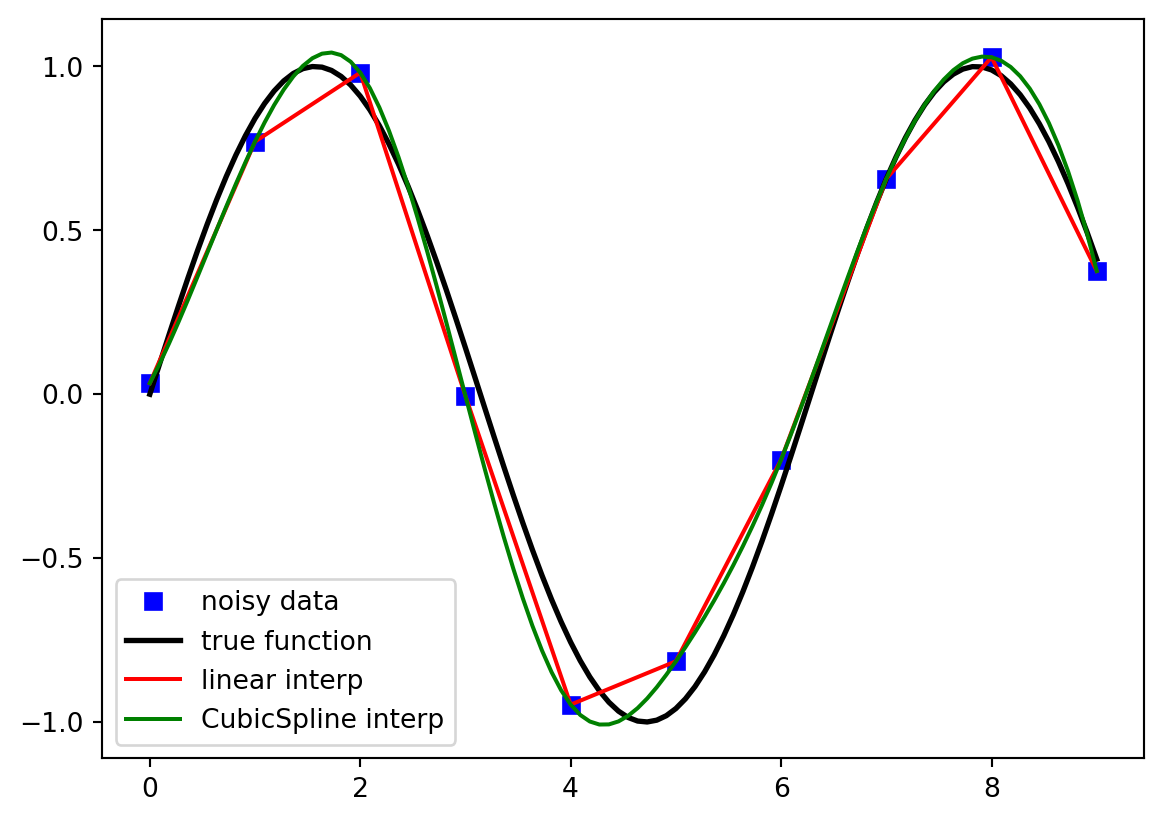 1.0
0.5
0.0
−0.5
−1.0
noisy data
true function
linear interp
CubicSpline interp
0 2 4 6 8